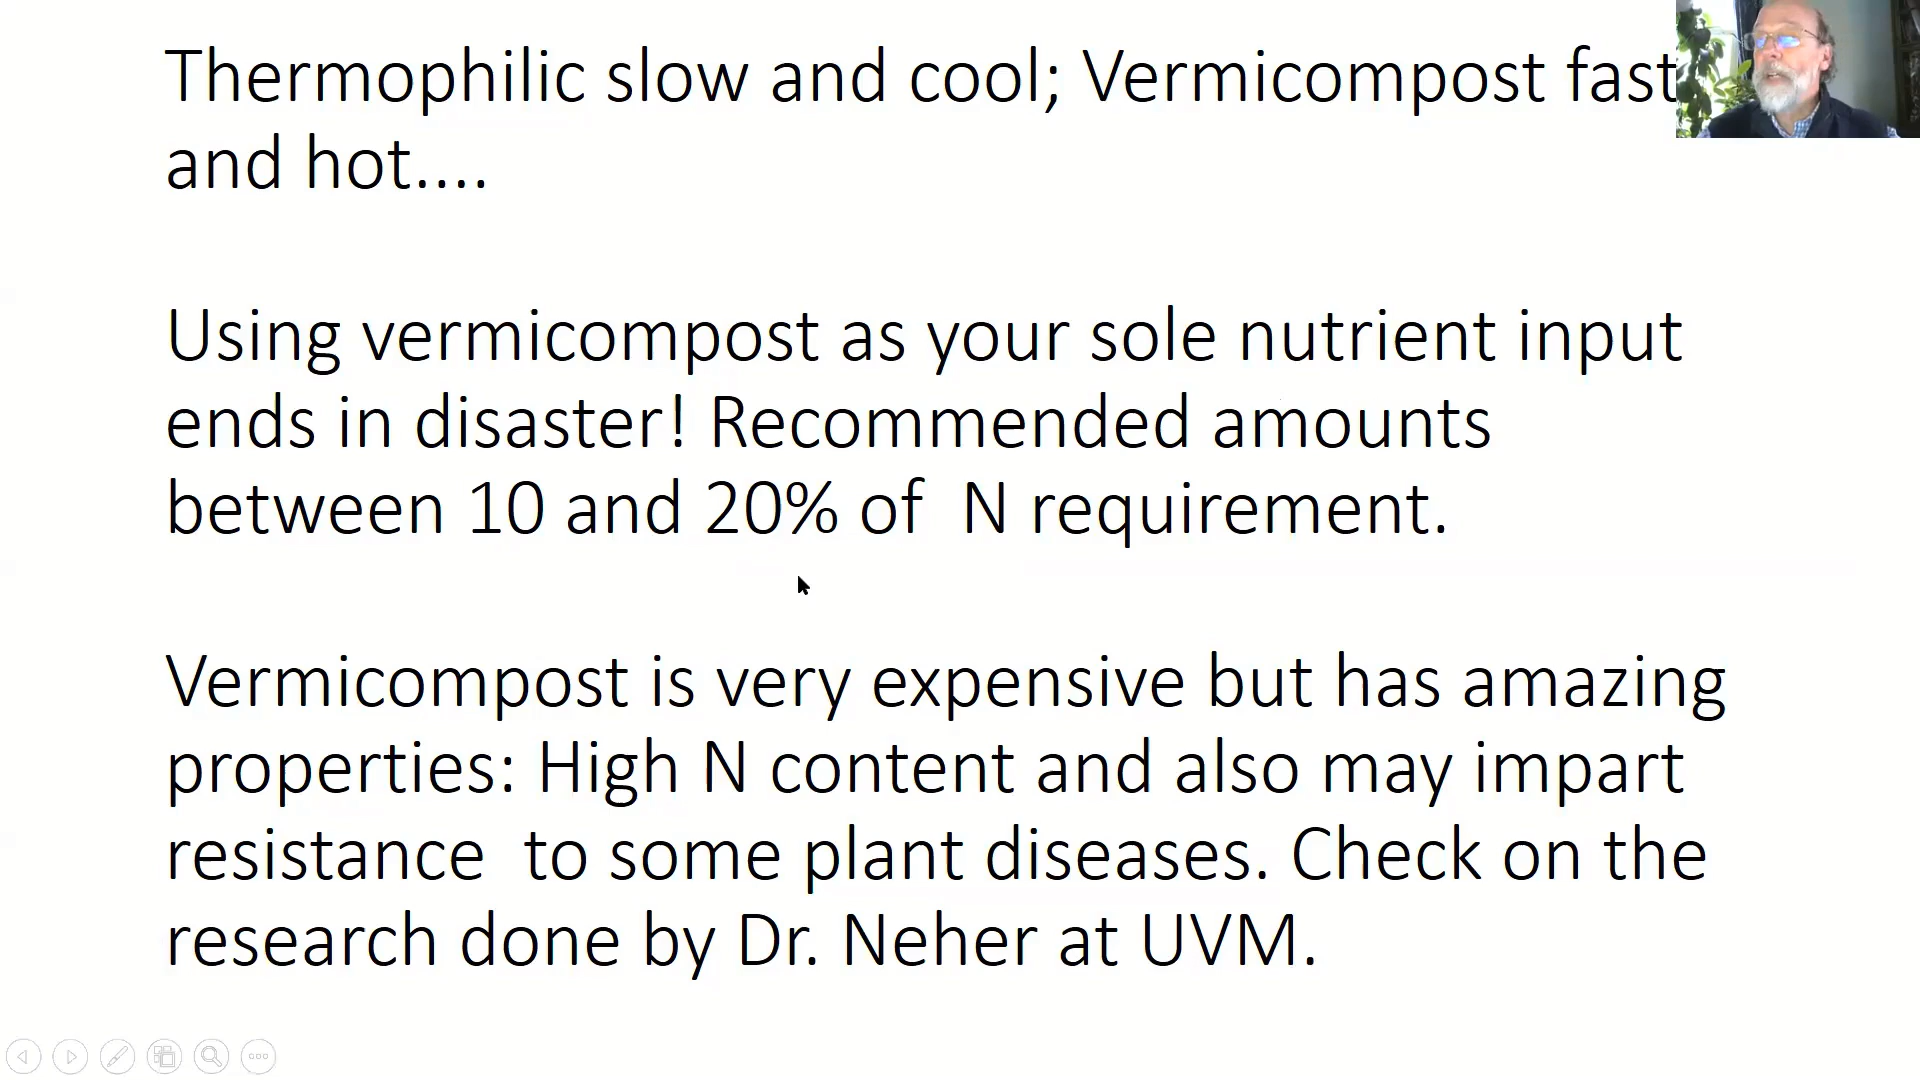 Thermophilic slow and cool; Vermicompost fast
and hot....
Using vermicompost as your sole nutrient input
ends in disaster! Recommended amounts
between 10 and 20% of  N requirement.
Vermicompost is very expensive but has amazing
properties: High N content and also may impart
resistance  to some plant diseases. Check on the
research done by Dr. Neher at UVM.